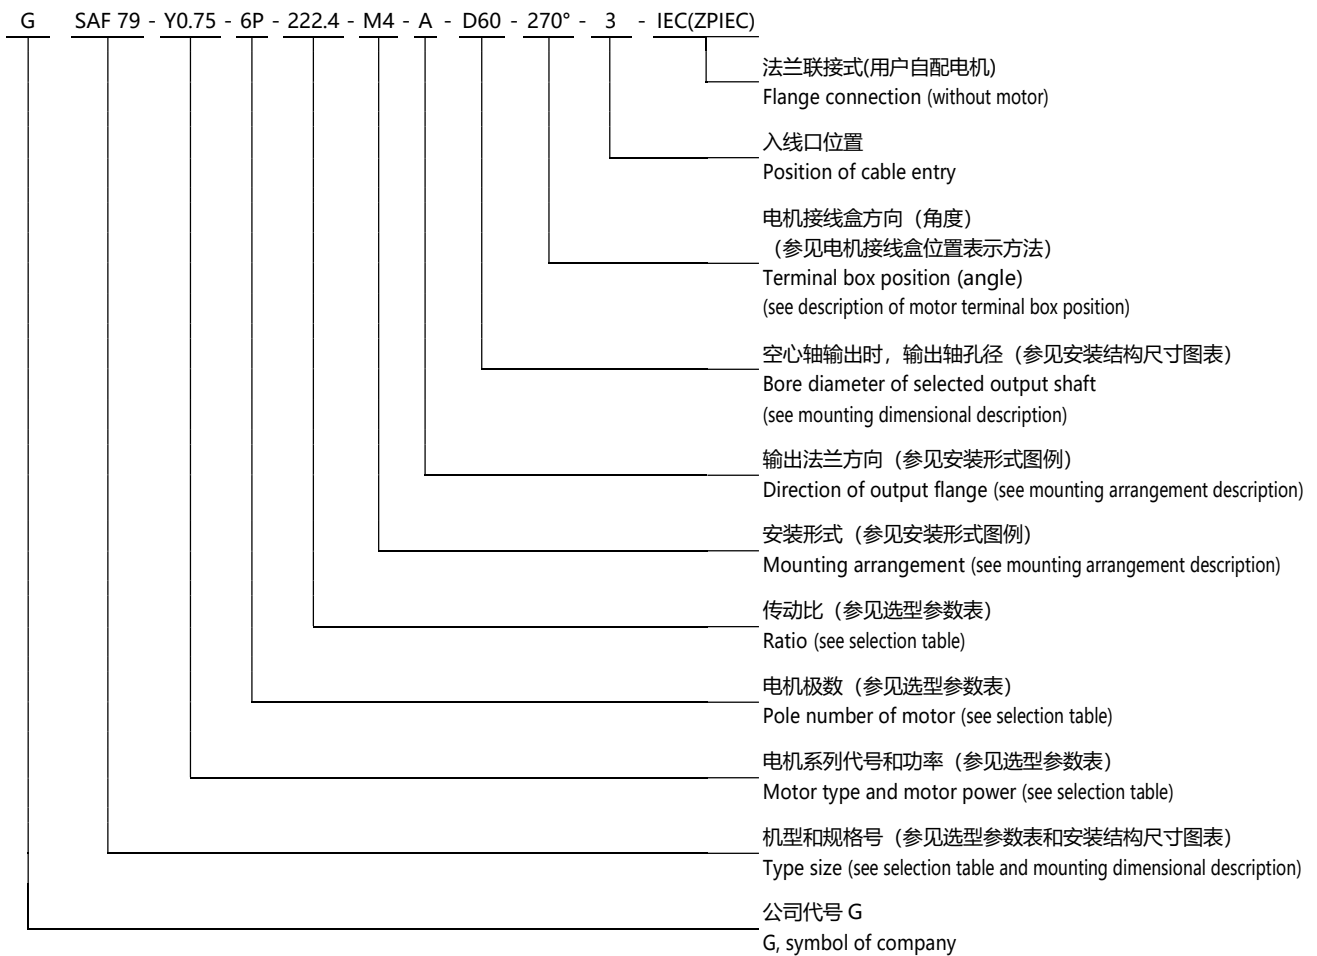 G SAF 79 - Y0.75 - 6P - 222.4 - M4 - A - D60 - 270° - 3 - IEC(ZPIEC)
法兰联接式(用户自配电机)
Flange connection (without motor)
入线口位置
Position of cable entry
电机接线盒方向（角度）
（参见电机接线盒位置表示方法）
Terminal box position (angle)
(see description of motor terminal box position)
空心轴输出时，输出轴孔径（参见安装结构尺寸图表）
Bore diameter of selected output shaft
(see mounting dimensional description)
输出法兰方向（参见安装形式图例）
Direction of output flange (see mounting arrangement description)
安装形式（参见安装形式图例）
Mounting arrangement (see mounting arrangement description)
传动比（参见选型参数表）
Ratio (see selection table)
电机极数（参见选型参数表）
Pole number of motor (see selection table)
电机系列代号和功率（参见选型参数表）
Motor type and motor power (see selection table)
机型和规格号（参见选型参数表和安装结构尺寸图表）
Type size (see selection table and mounting dimensional description)
公司代号 G
G, symbol of company